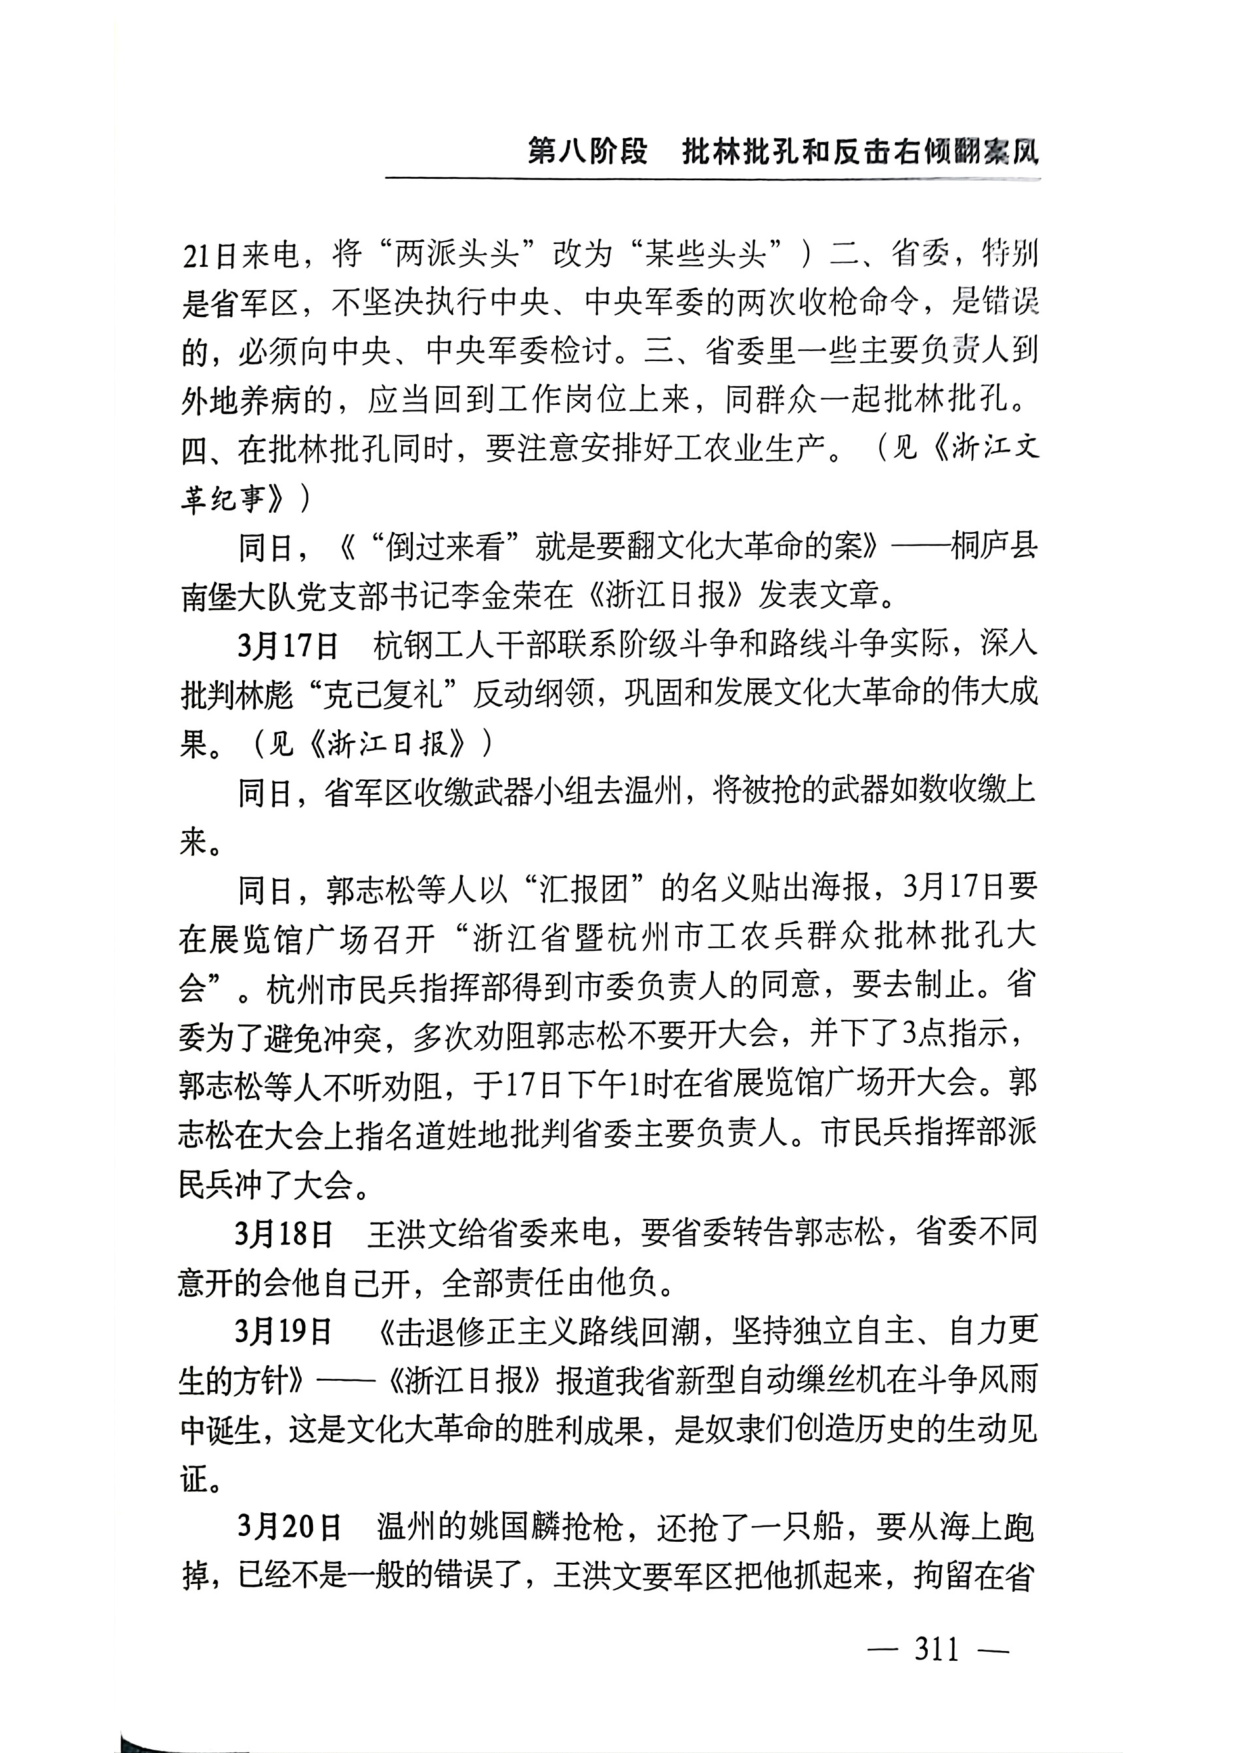 第八阶段　批林批孔和反击右倾翻案风
21日来电，将“两派头头”改为“某些头头”）二、省委，特别
是省军区，不坚决执行中央、中央军委的两次收枪命令，是错误
的，必须向中央、中央军委检讨。三、省委里一些主要负责人到
外地养病的，应当回到工作岗位上来，同群众一起批林批孔。
四、在批林批孔同时，要注意安排好工农业生产。（见《浙江文
革纪事》）
同日，《“倒过来看”就是要翻文化大革命的案》——桐庐县
南堡大队党支部书记李金荣在《浙江日报》发表文章。
3月17日　杭钢工人干部联系阶级斗争和路线斗争实际，深入
批判林彪“克己复礼”反动纲领，巩固和发展文化大革命的伟大成
果。（见《浙江日报》）
同日，省军区收缴武器小组去温州，将被抢的武器如数收缴上
来。
同日，郭志松等人以“汇报团”的名义贴出海报，3月17日要
在展览馆广场召开“浙江省暨杭州市工农兵群众批林批孔大
会”。杭州市民兵指挥部得到市委负责人的同意，要去制止。省
委为了避免冲突，多次劝阻郭志松不要开大会，并下了3点指示，
郭志松等人不听劝阻，于17日下午1时在省展览馆广场开大会。郭
志松在大会上指名道姓地批判省委主要负责人。市民兵指挥部派
民兵冲了大会。
3月18日　王洪文给省委来电，要省委转告郭志松，省委不同
意开的会他自己开，全部责任由他负。
3月19日　《击退修正主义路线回潮，坚持独立自主、自力更
生的方针》——《浙江日报》报道我省新型自动缫丝机在斗争风雨
中诞生，这是文化大革命的胜利成果，是奴隶们创造历史的生动见
证。
3月20日　温州的姚国麟抢枪，还抢了一只船，要从海上跑
掉，已经不是一般的错误了，王洪文要军区把他抓起来，拘留在省
— 311 —